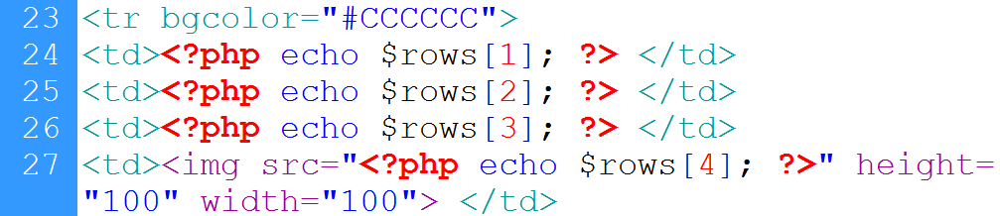 23 <tr bgcolor="#CCCCCC">
24 <td><?php echo $rows[1]; ?> </td>
25 <td><?php echo $rows[2]; ?> </td>
26 <td><?php echo $rows[3]; ?> </td>
27 <td><img src="<?php echo $rows[4]; ?>" height=
"100" width="100"> </td>